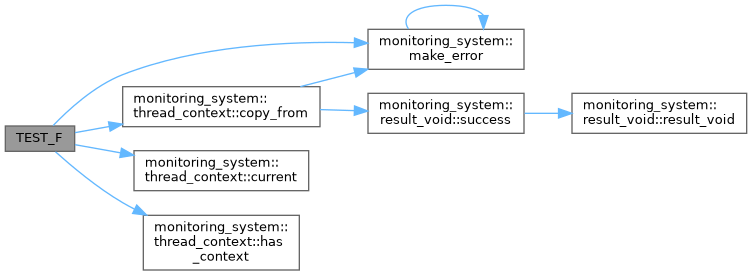 TEST_F
monitoring_system::
make_error
monitoring_system::
thread_context::copy_from
monitoring_system::
result_void::success
monitoring_system::
result_void::result_void
monitoring_system::
thread_context::current
monitoring_system::
thread_context::has
_context